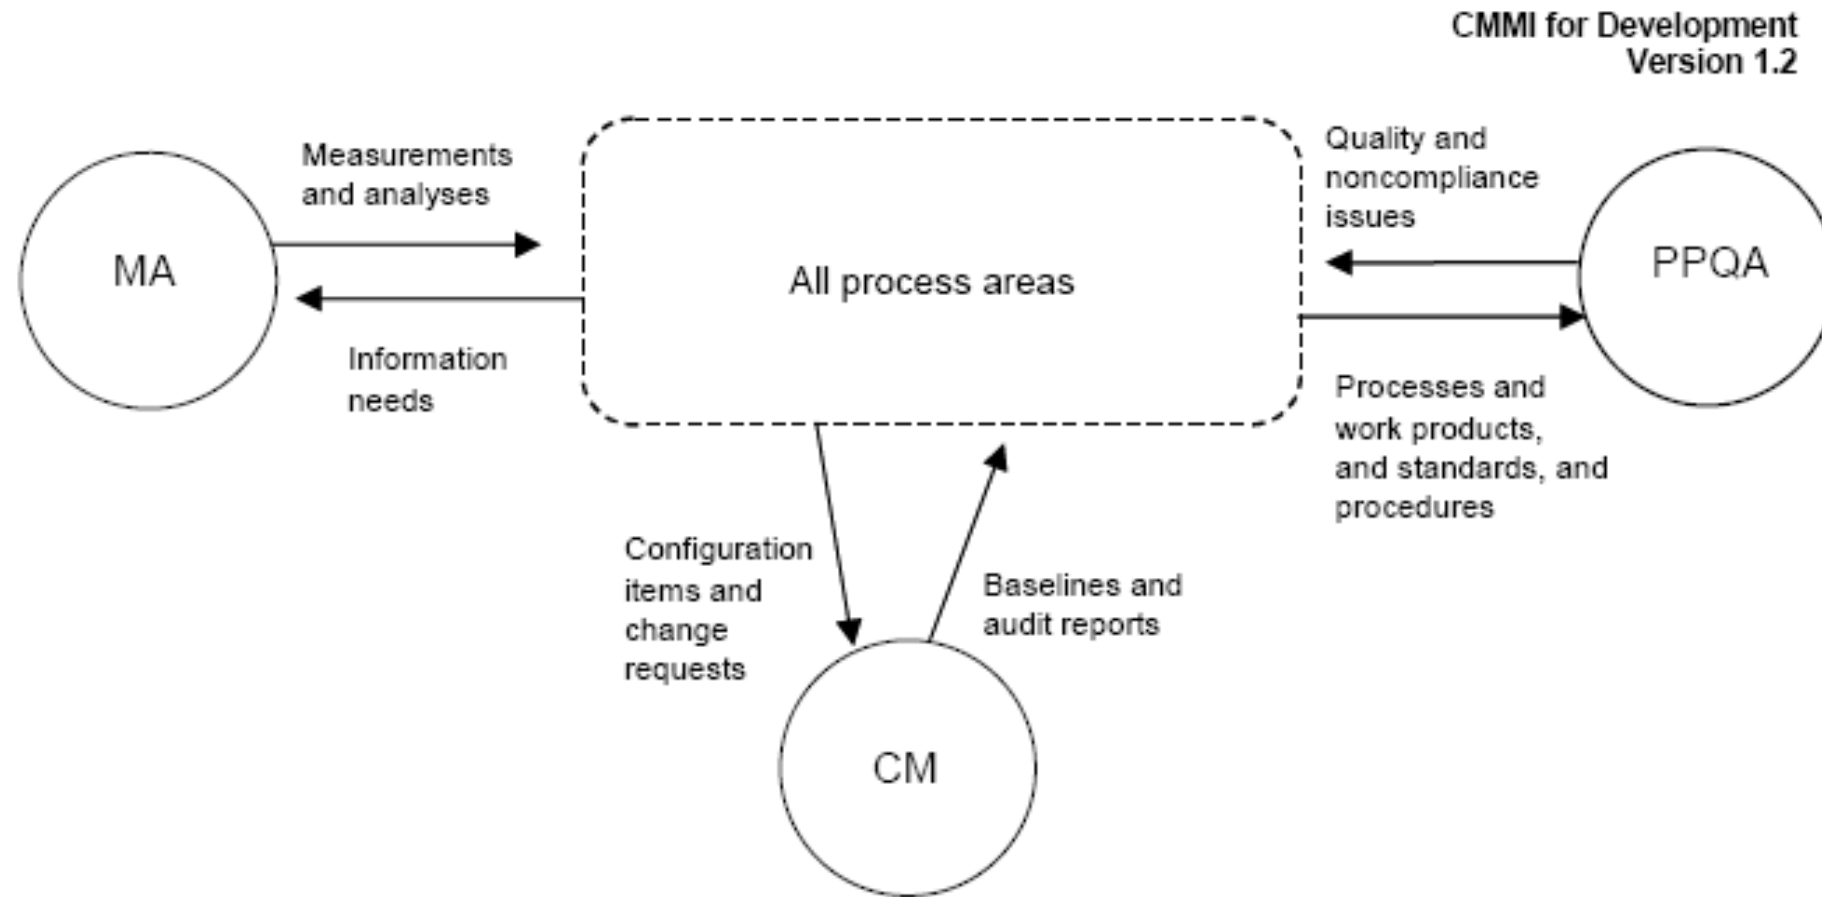 CMMI for Development
Version 1.2
Measurements
and analyses
MA
Information
needs
All process areas
Quality and
noncompliance
issues
PPQA
Processes and
work products,
and standards, and
procedures
Configuration
items and
change
requests
Baselines and
audit reports
CM